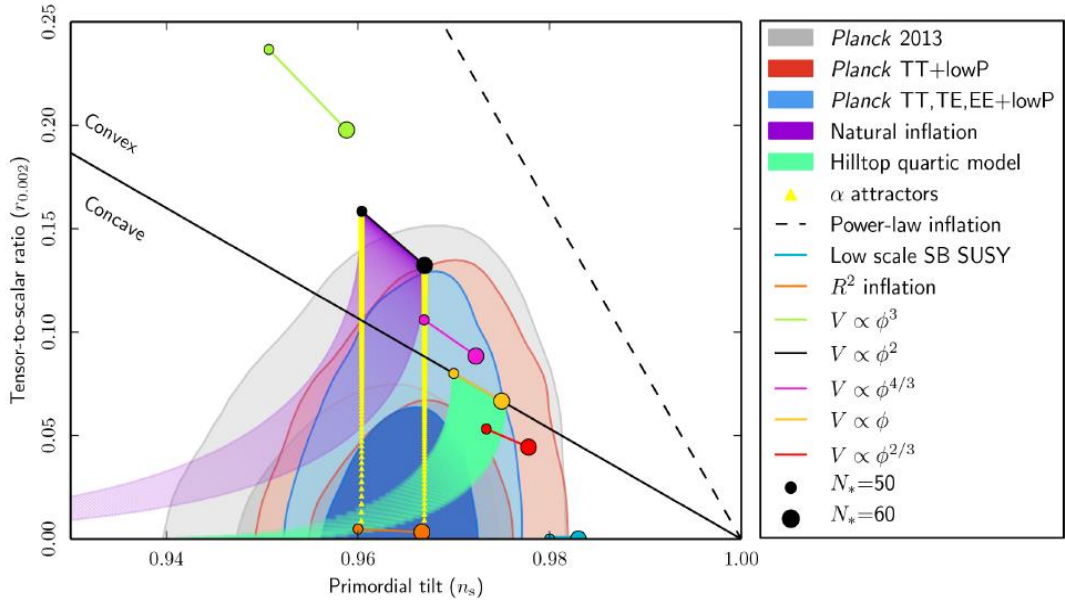 0.25
0.20
0.15
0.10
0.05
0.00
Tensor-to-scalar ratio (r₀.₀₀₂)
Convex
Concave
0.94
0.96
0.98
1.00
Primordial tilt (nₛ)
Planck 2013
Planck TT+lowP
Planck TT,TE,EE+lowP
Natural inflation
Hilltop quartic model
α attractors
Power-law inflation
Low scale SB SUSY
R² inflation
V ∝ ϕ³
V ∝ ϕ²
V ∝ ϕ^{4/3}
V ∝ ϕ
V ∝ ϕ^{2/3}
N_*=50
N_*=60